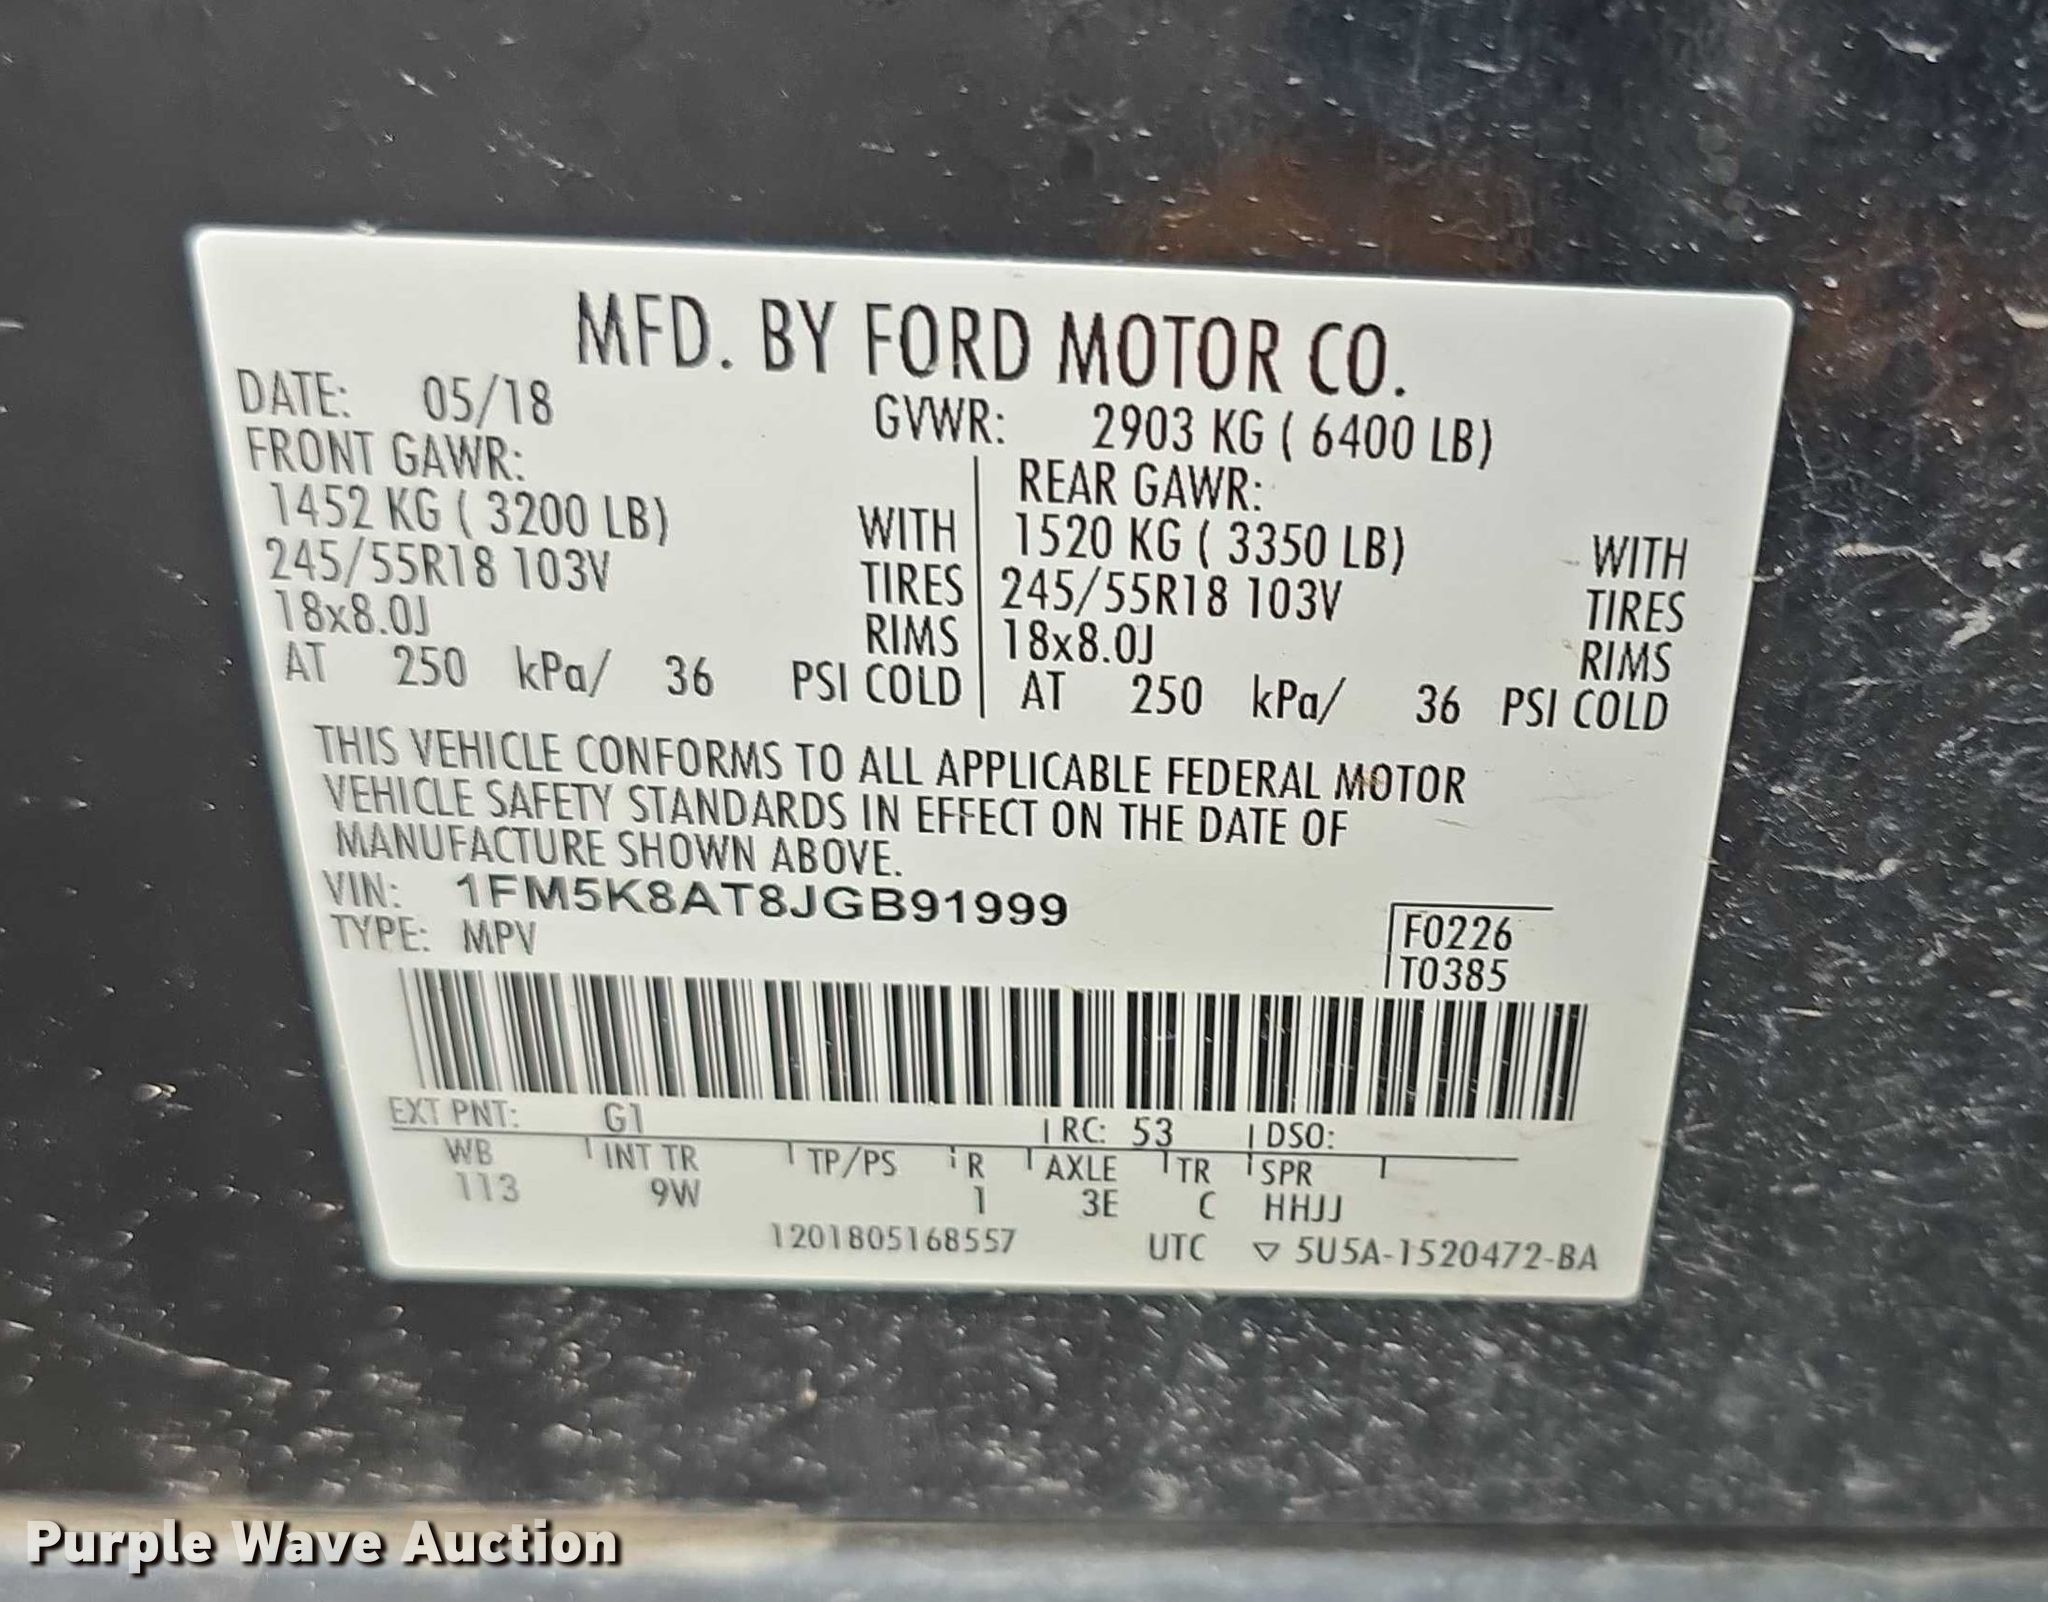 MFD. BY FORD MOTOR CO.
DATE: 05/18 GVWR: 2903 KG ( 6400 LB)
FRONT GAWR: REAR GAWR:
1452 KG ( 3200 LB) WITH 1520 KG ( 3350 LB) WITH
245/55R18 103V TIRES 245/55R18 103V TIRES
18x8.0J RIMS 18x8.0J RIMS
AT 250 kPa/ 36 PSI COLD AT 250 kPa/ 36 PSI COLD
THIS VEHICLE CONFORMS TO ALL APPLICABLE FEDERAL MOTOR
VEHICLE SAFETY STANDARDS IN EFFECT ON THE DATE OF
MANUFACTURE SHOWN ABOVE.
VIN: 1FM5K8AT8JGB91999
TYPE: MPV
F0226
T0385
EXT PNT: G1 RC: 53 DSO:
WB INT TR TP/PS R AXLE TR SPR
113 9W 1 3E C HHJJ
1201805168557 UTC ▽ 5U5A-1520472-BA
Purple Wave Auction